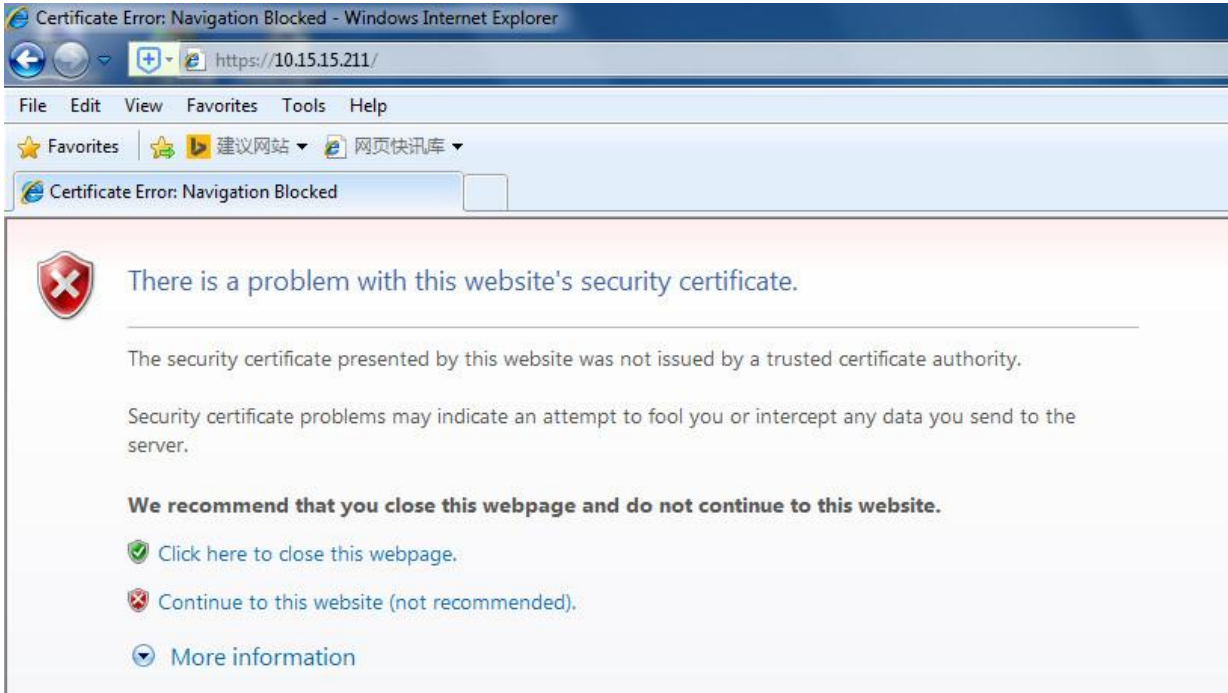 Certificate Error: Navigation Blocked - Windows Internet Explorer
https://10.15.15.211/
File Edit View Favorites Tools Help
Favorites 建议网站 网页快讯库
Certificate Error: Navigation Blocked
There is a problem with this website's security certificate.
The security certificate presented by this website was not issued by a trusted certificate authority.
Security certificate problems may indicate an attempt to fool you or intercept any data you send to the
server.
We recommend that you close this webpage and do not continue to this website.
Click here to close this webpage.
Continue to this website (not recommended).
More information